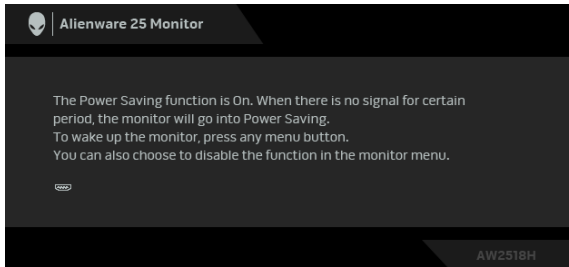 Alienware 25 Monitor
The Power Saving function is On. When there is no signal for certain
period, the monitor will go into Power Saving.
To wake up the monitor, press any menu button.
You can also choose to disable the function in the monitor menu.
AW2518H